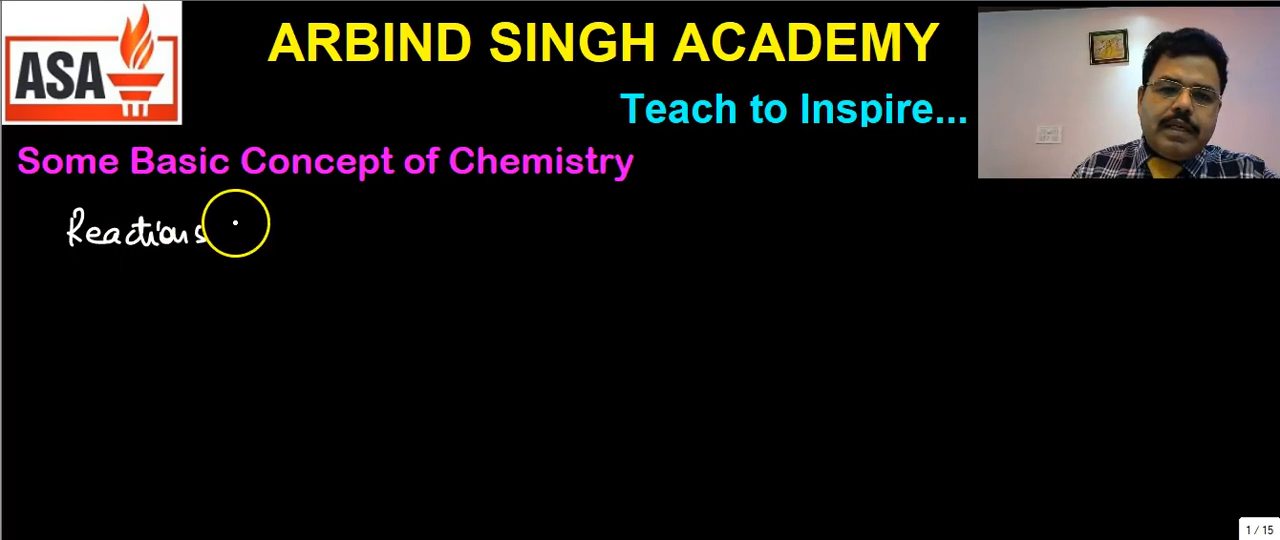 ASA
ARBIND SINGH ACADEMY
Teach to Inspire...
Some Basic Concept of Chemistry
Reactions
1 / 15